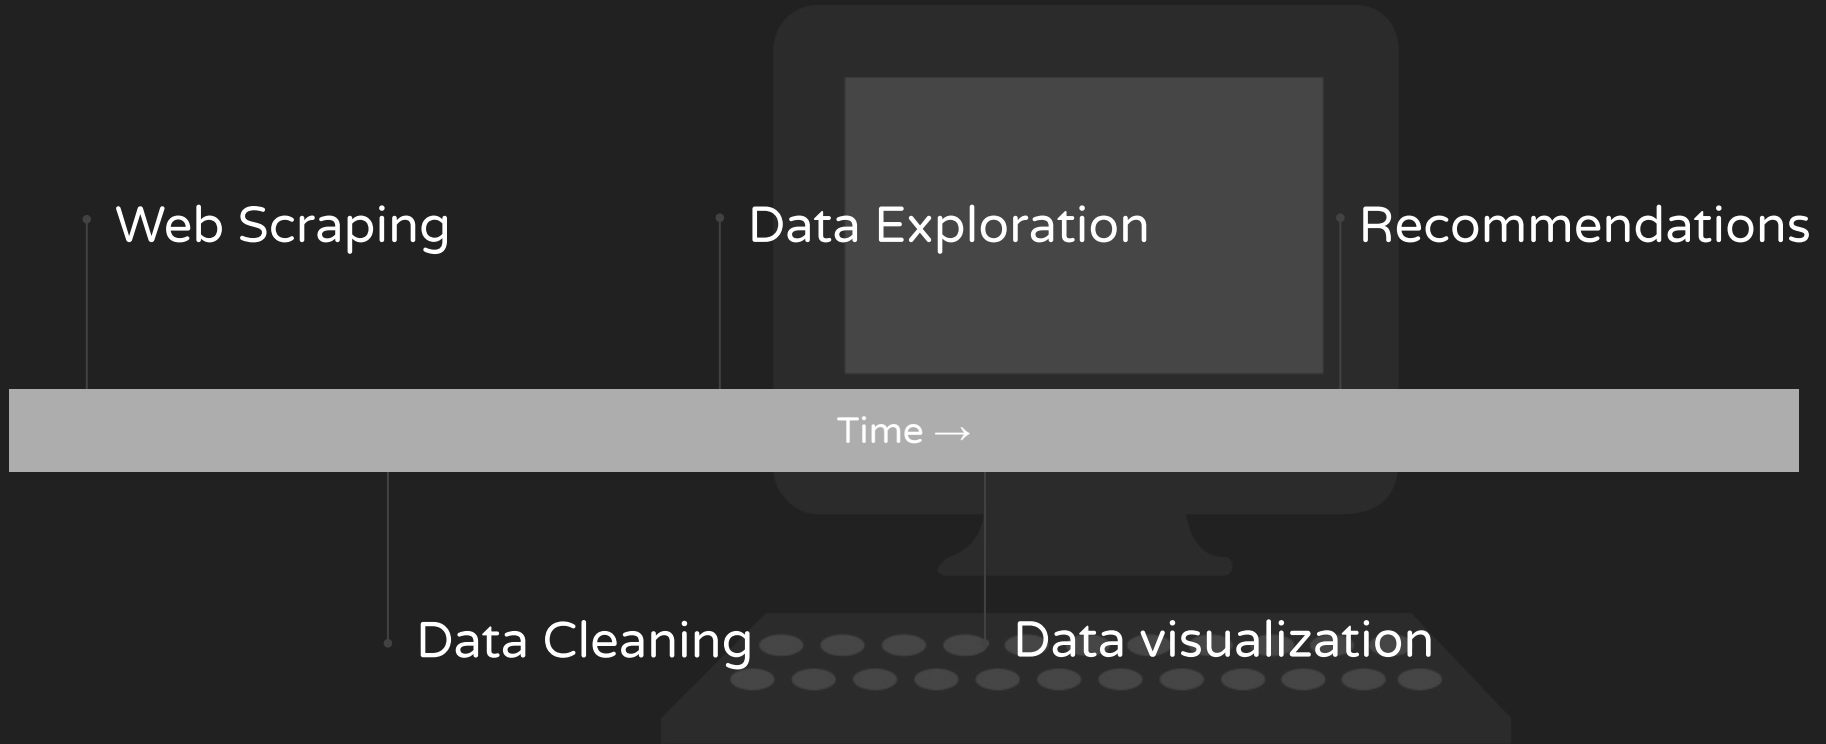 Web Scraping
Data Exploration
Recommendations
Time →
Data Cleaning
Data visualization